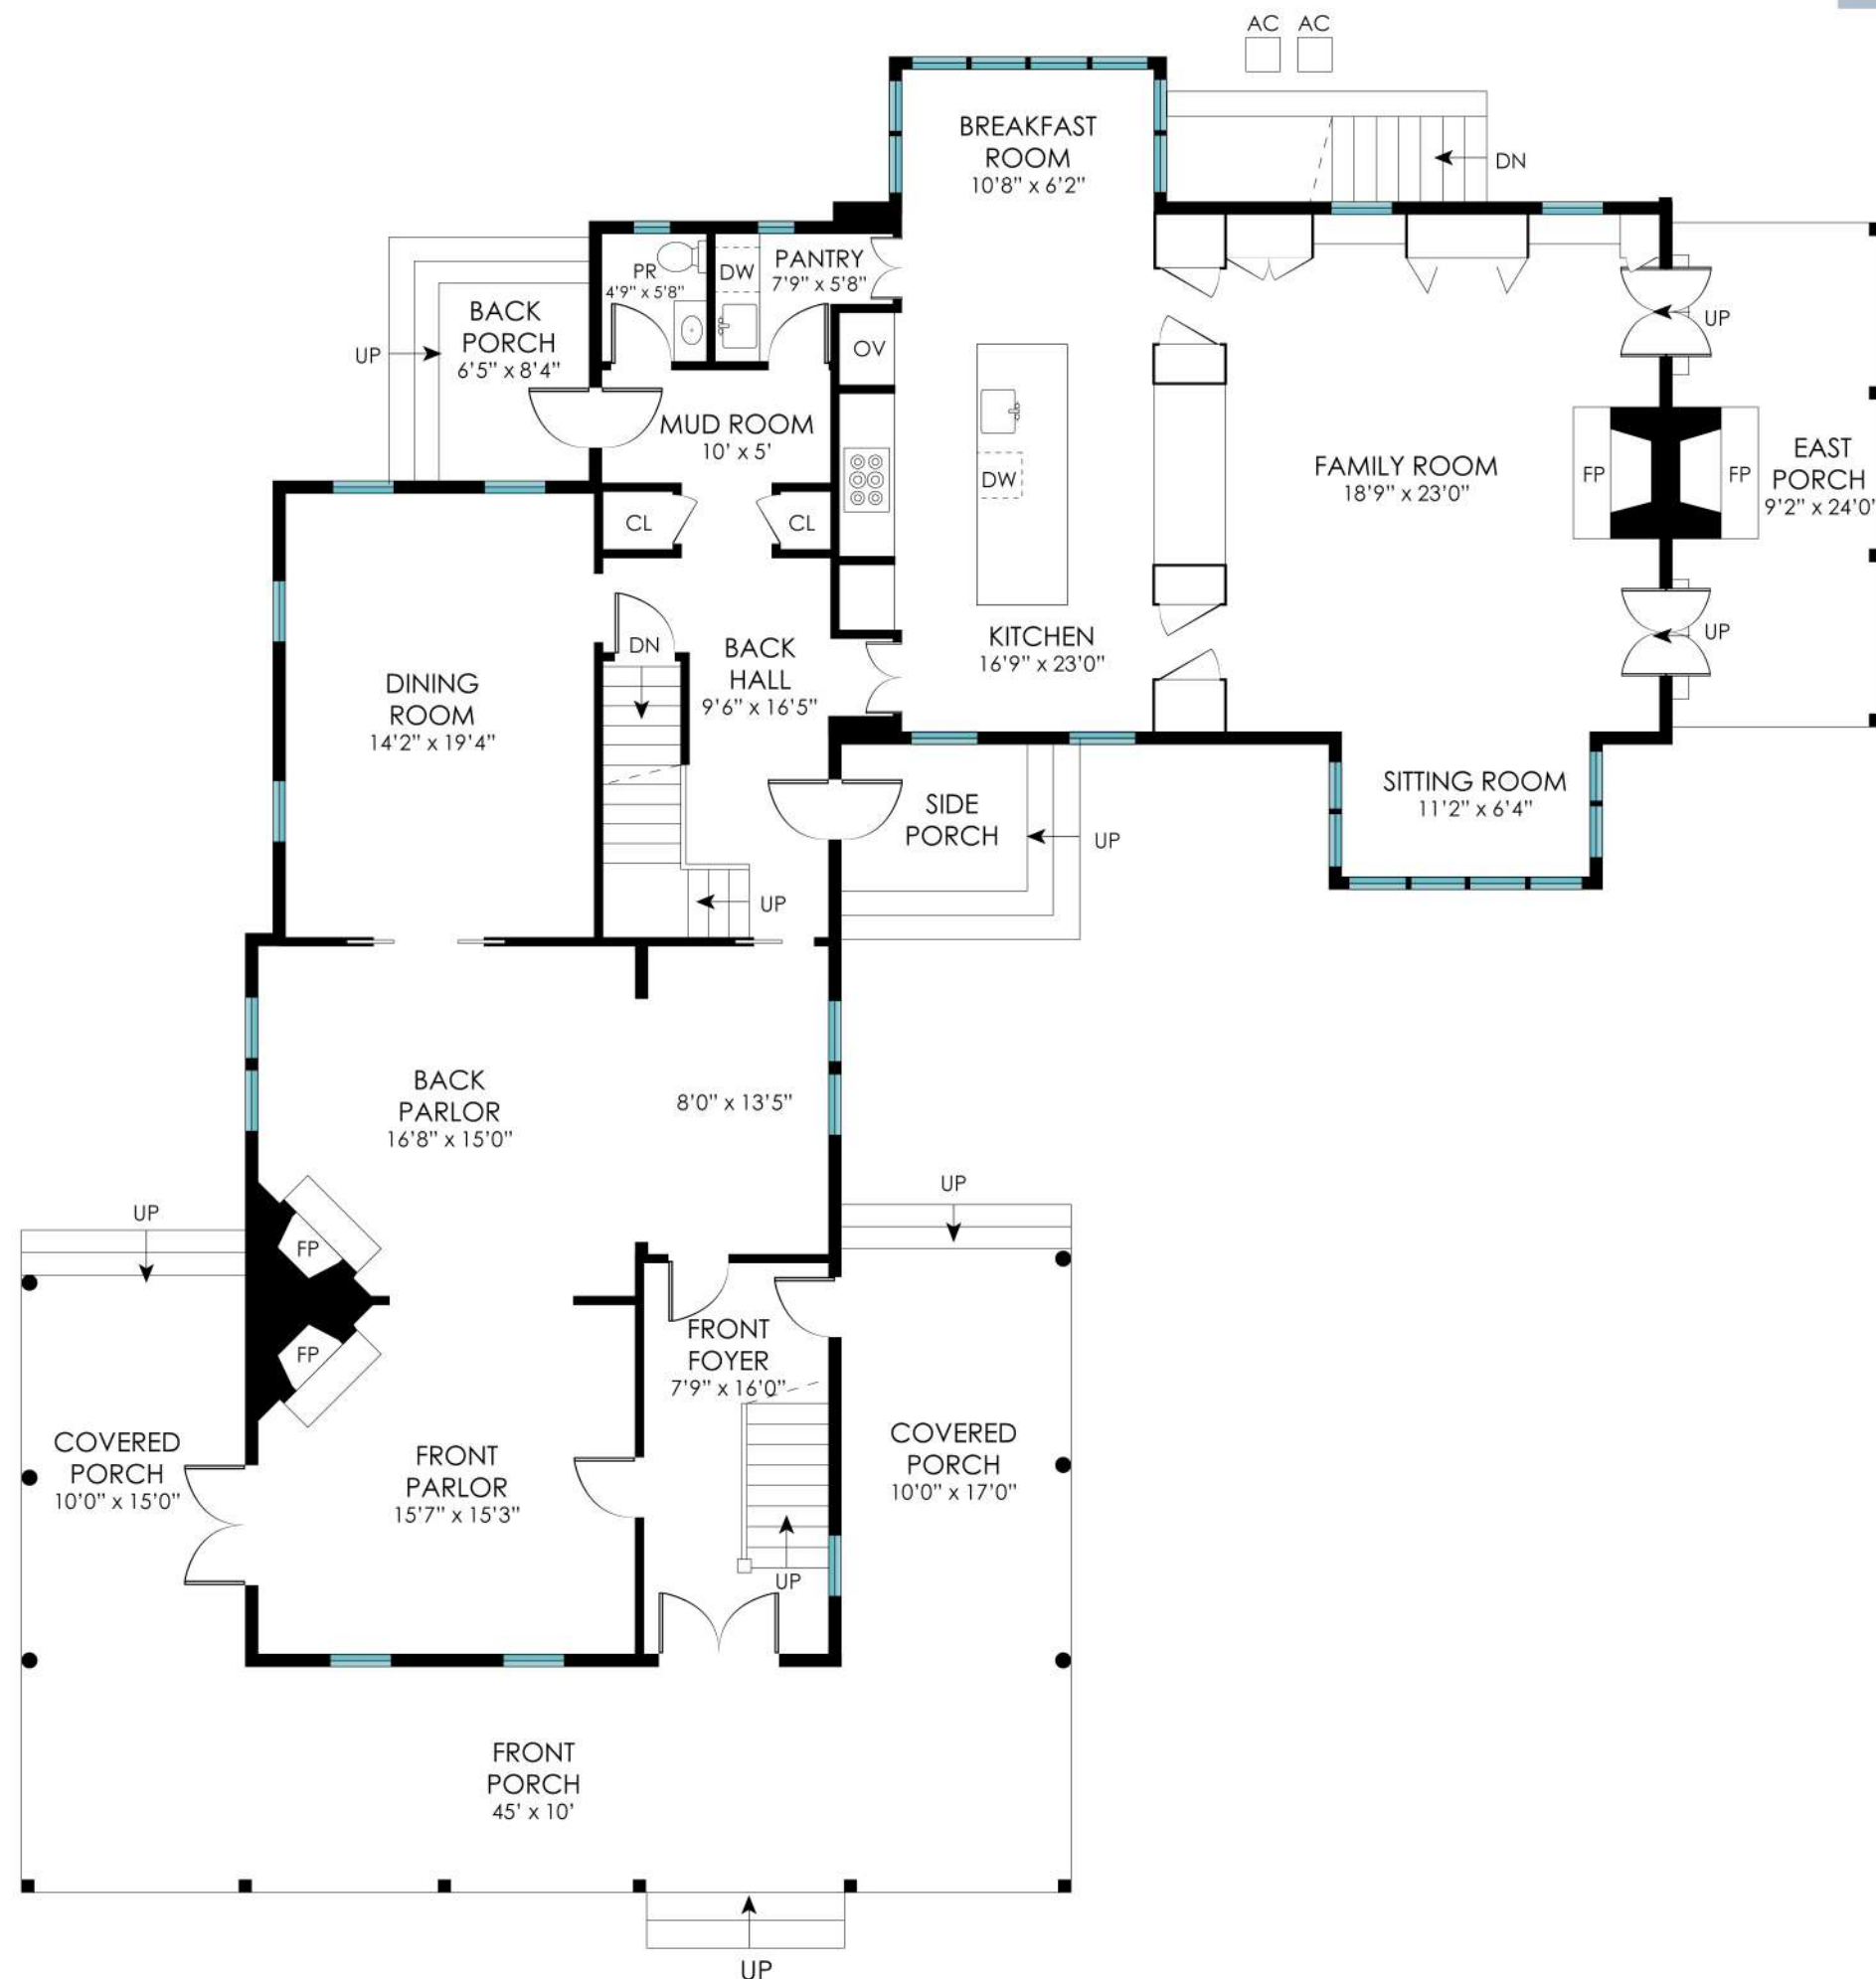 AC AC
BREAKFAST
ROOM
10'8" x 6'2"
DN
PR
4'9" x 5'8"
DW
PANTRY
7'9" x 5'8"
BACK
PORCH
6'5" x 8'4"
UP
OV
UP
MUD ROOM
10' x 5'
DW
FAMILY ROOM
18'9" x 23'0"
FP
FP
EAST
PORCH
9'2" x 24'0"
CL
CL
UP
DN
BACK
HALL
9'6" x 16'5"
KITCHEN
16'9" x 23'0"
DINING
ROOM
14'2" x 19'4"
SITTING ROOM
11'2" x 6'4"
SIDE
PORCH
UP
UP
BACK
PARLOR
16'8" x 15'0"
8'0" x 13'5"
UP
UP
FP
FP
FRONT
FOYER
7'9" x 16'0"
COVERED
PORCH
10'0" x 15'0"
FRONT
PARLOR
15'7" x 15'3"
COVERED
PORCH
10'0" x 17'0"
UP
FRONT
PORCH
45' x 10'
UP